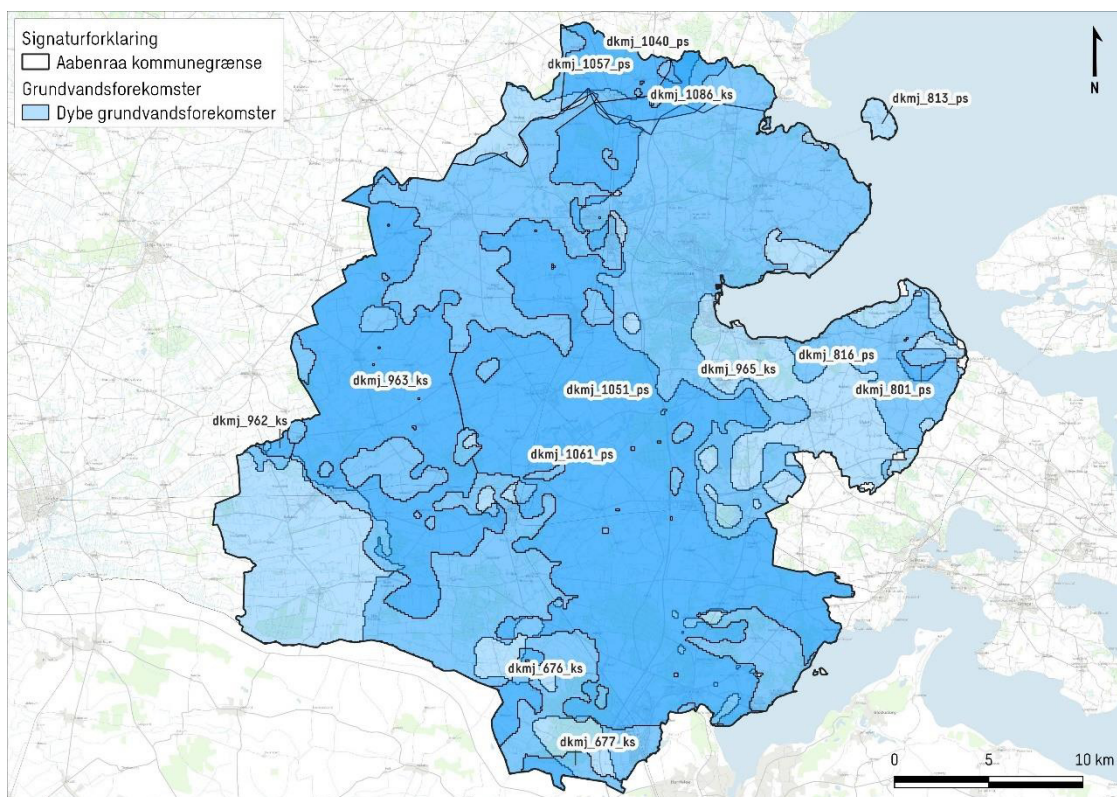 Signaturforklaring
Aabenraa kommunegrænse
Grundvandsforekomster
Dybe grundvandsforekomster
dkmj_1040_ps
dkmj_1057_ps
dkmj_1086_ks
dkmj_813_ps
N
dkmj_816_ps
dkmj_965_ks
dkmj_963_ks
dkmj_1051_ps
dkmj_801_ps
dkmj_962_ks
dkmj_1061_ps
dkmj_676_ks
dkmj_677_ks
0 5 10 km